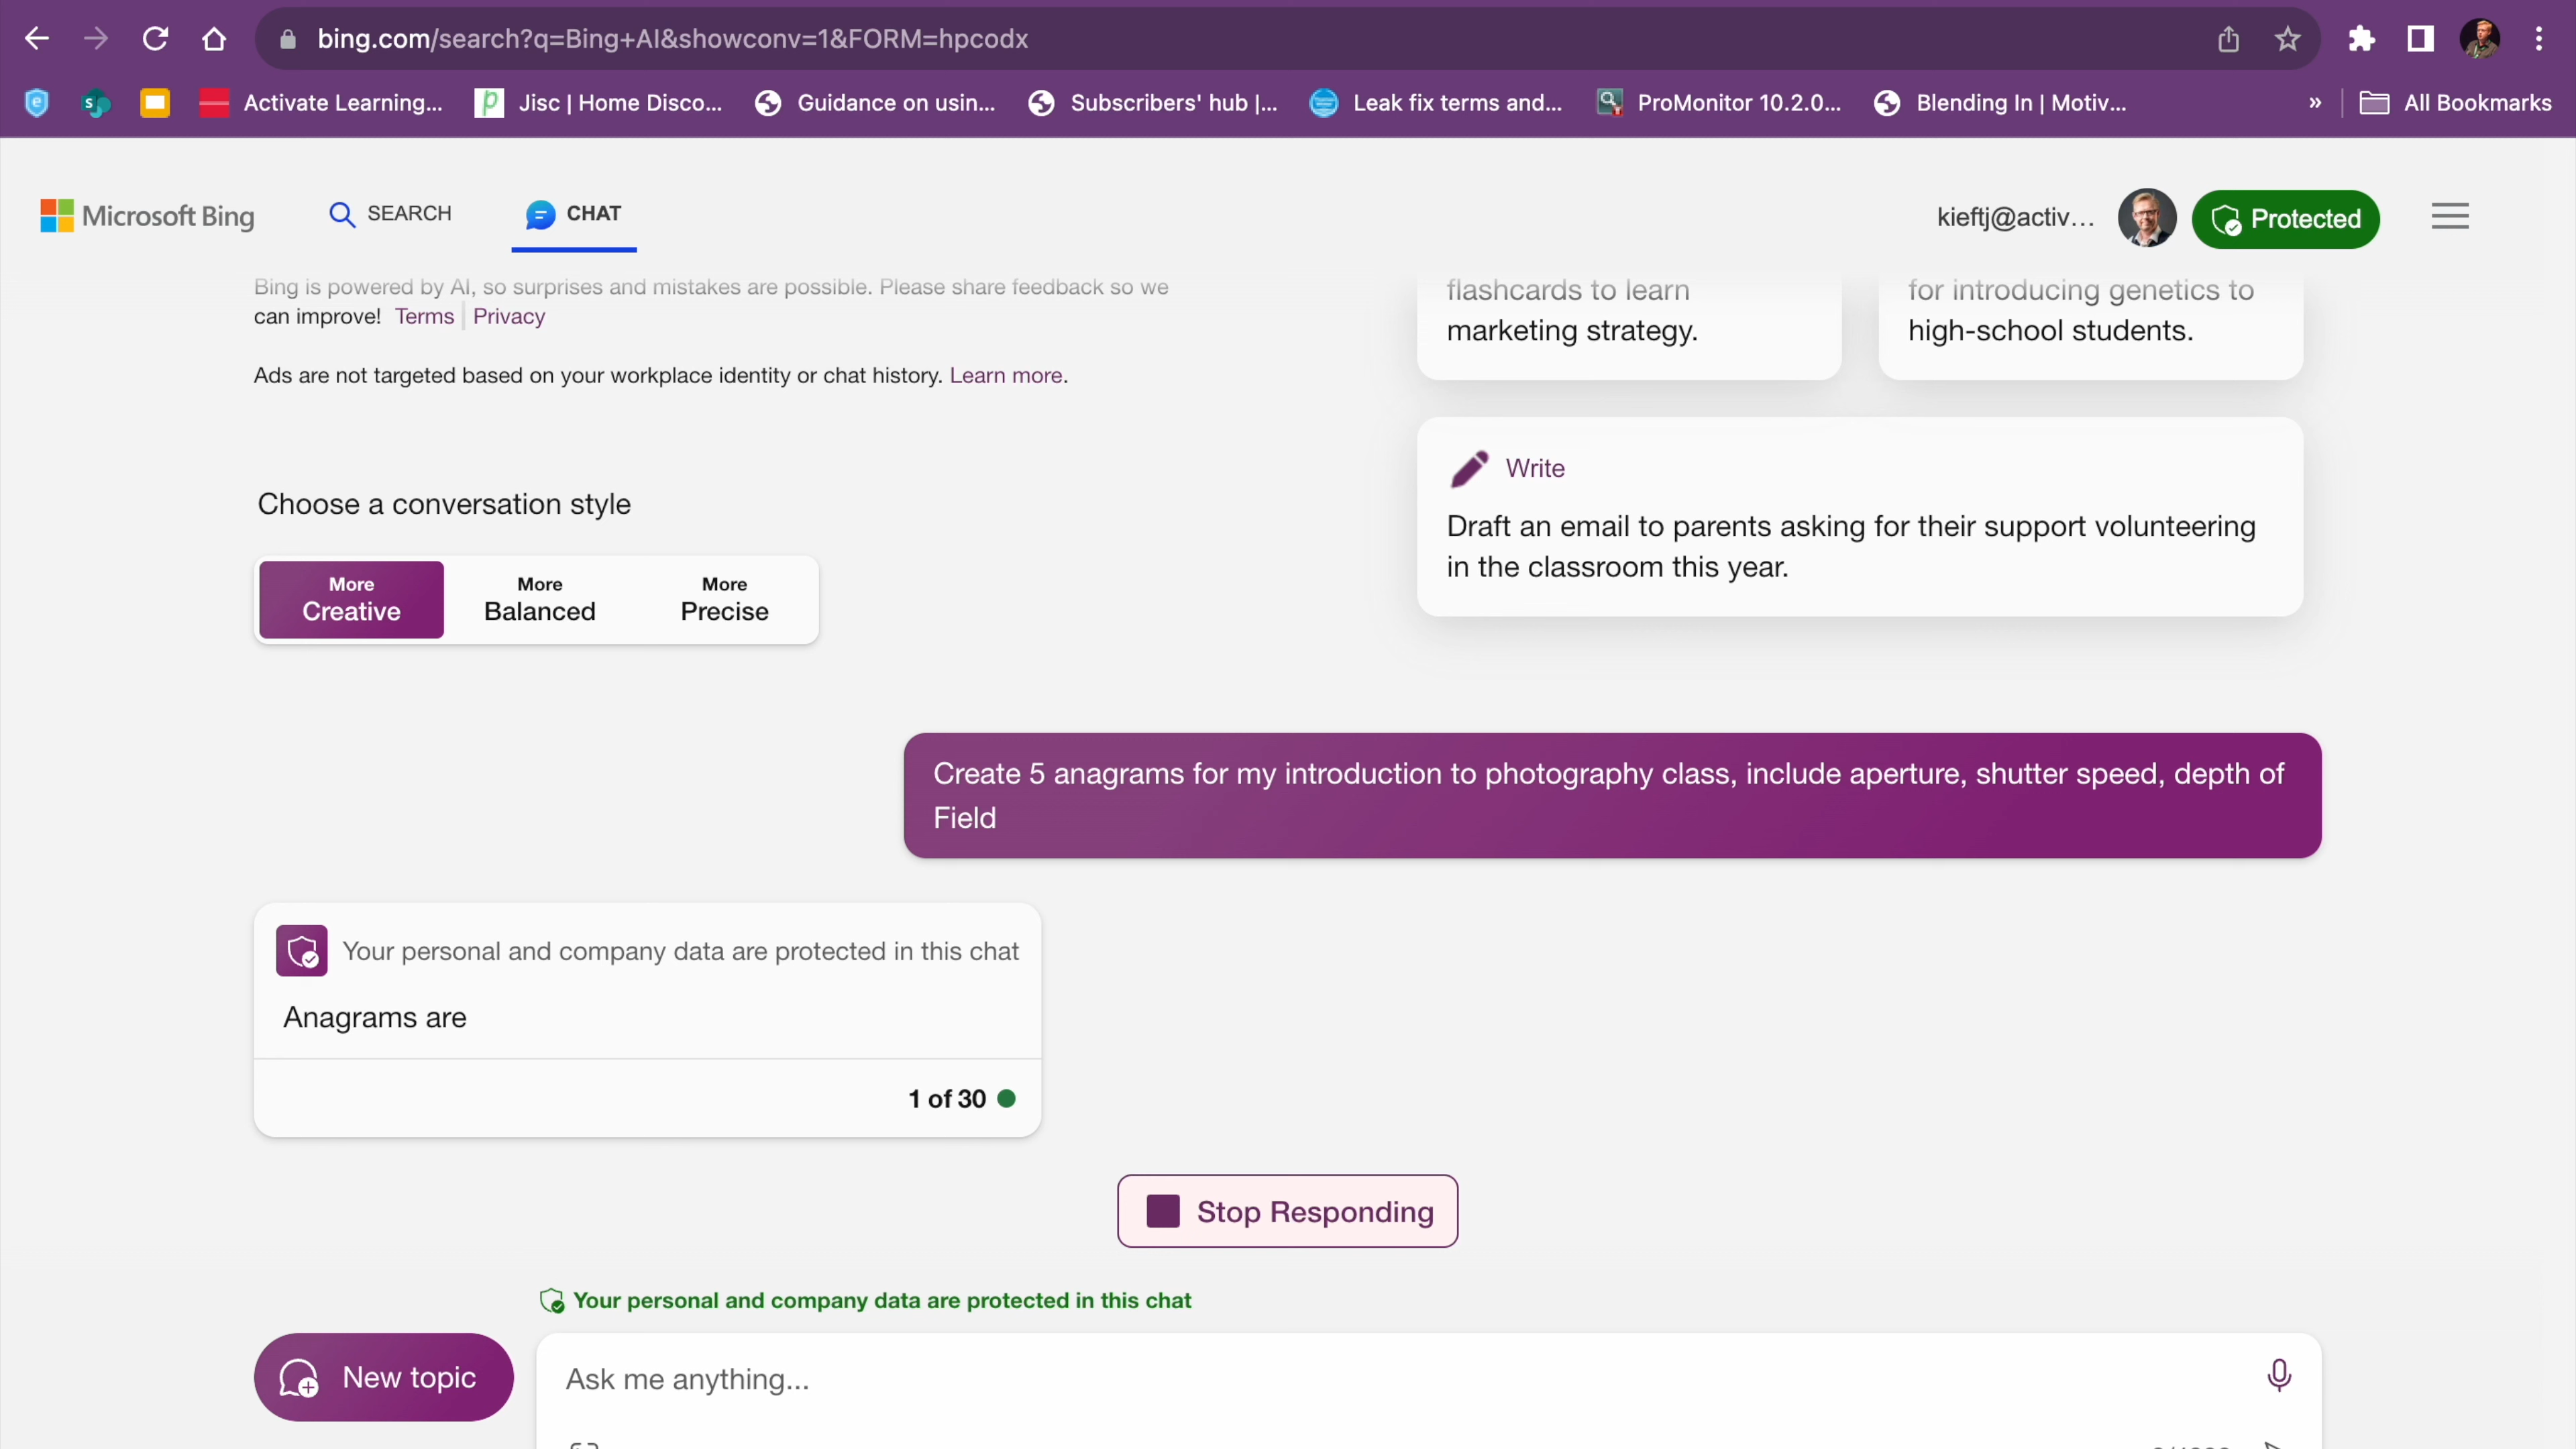 bing.com/search?q=Bing+AI&showconv=1&FORM=hpcodx
Activate Learning...
Jisc | Home Disco...
Guidance on usin...
Subscribers' hub |...
Leak fix terms and...
ProMonitor 10.2.0...
Blending In | Motiv...
»
All Bookmarks
Microsoft Bing
SEARCH
CHAT
kieftj@activ...
Protected
Bing is powered by AI, so surprises and mistakes are possible. Please share feedback so we
can improve! Terms | Privacy
Ads are not targeted based on your workplace identity or chat history. Learn more.
flashcards to learn
marketing strategy.
for introducing genetics to
high-school students.
Write
Draft an email to parents asking for their support volunteering
in the classroom this year.
Choose a conversation style
More
Creative
More
Balanced
More
Precise
Create 5 anagrams for my introduction to photography class, include aperture, shutter speed, depth of
Field
Your personal and company data are protected in this chat
Anagrams are
1 of 30
Stop Responding
Your personal and company data are protected in this chat
New topic
Ask me anything...